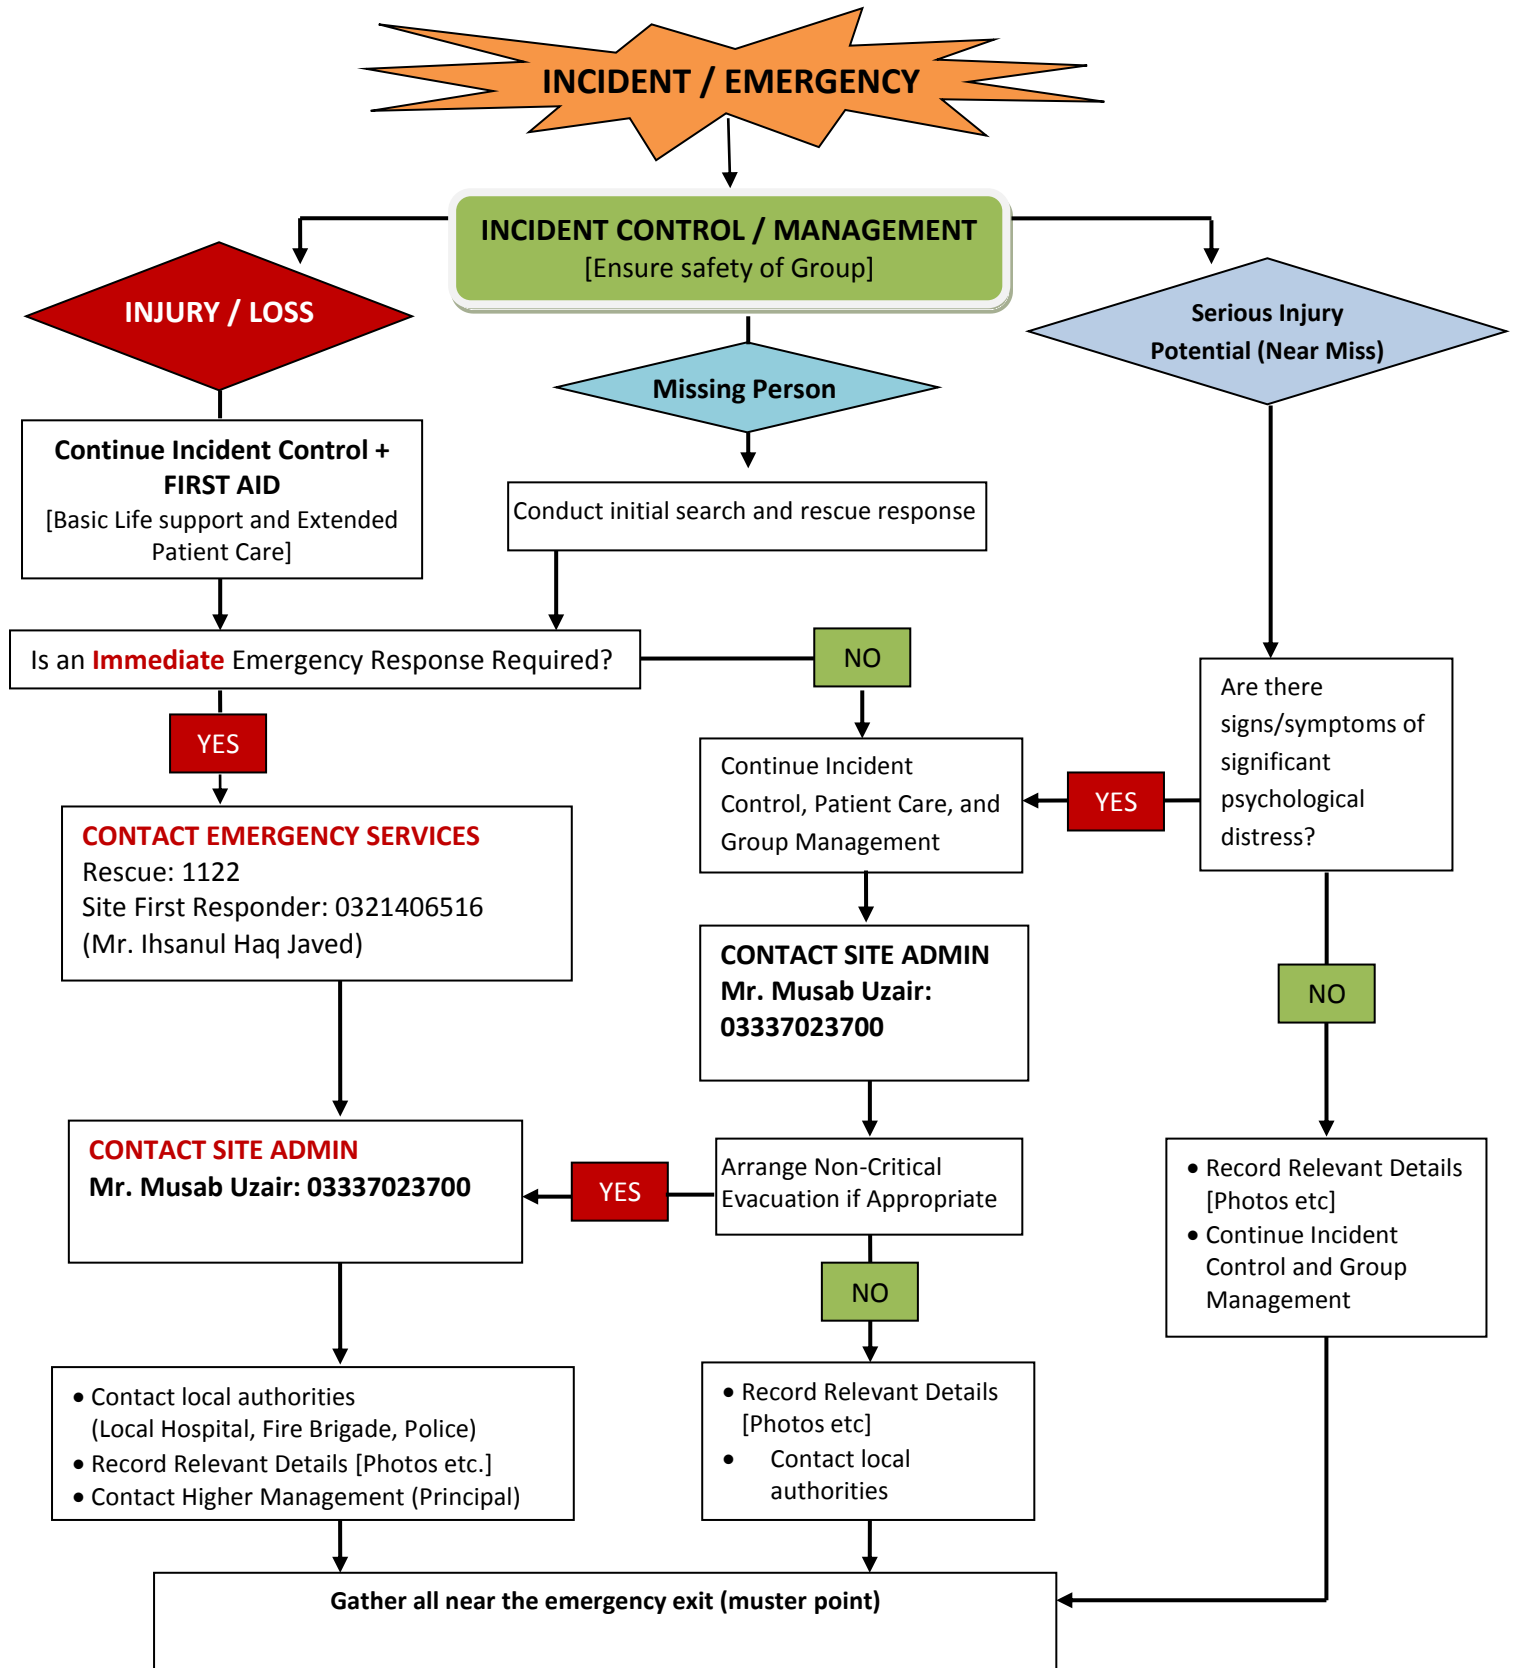 INCIDENT / EMERGENCY
INCIDENT CONTROL / MANAGEMENT
[Ensure safety of Group]
INJURY / LOSS
Serious Injury
Potential (Near Miss)
Missing Person
Continue Incident Control +
FIRST AID
[Basic Life support and Extended
Patient Care]
Conduct initial search and rescue response
Is an Immediate Emergency Response Required?
NO
YES
Are there
signs/symptoms of
significant
psychological
distress?
YES
Continue Incident
Control, Patient Care, and
Group Management
CONTACT EMERGENCY SERVICES
Rescue: 1122
Site First Responder: 0321406516
(Mr. Ihsanul Haq Javed)
CONTACT SITE ADMIN
Mr. Musab Uzair:
03337023700
NO
CONTACT SITE ADMIN
Mr. Musab Uzair: 03337023700
YES
Arrange Non-Critical
Evacuation if Appropriate
• Record Relevant Details
[Photos etc]
• Continue Incident
Control and Group
Management
NO
• Contact local authorities
(Local Hospital, Fire Brigade, Police)
• Record Relevant Details [Photos etc.]
• Contact Higher Management (Principal)
• Record Relevant Details
[Photos etc]
• Contact local
authorities
Gather all near the emergency exit (muster point)